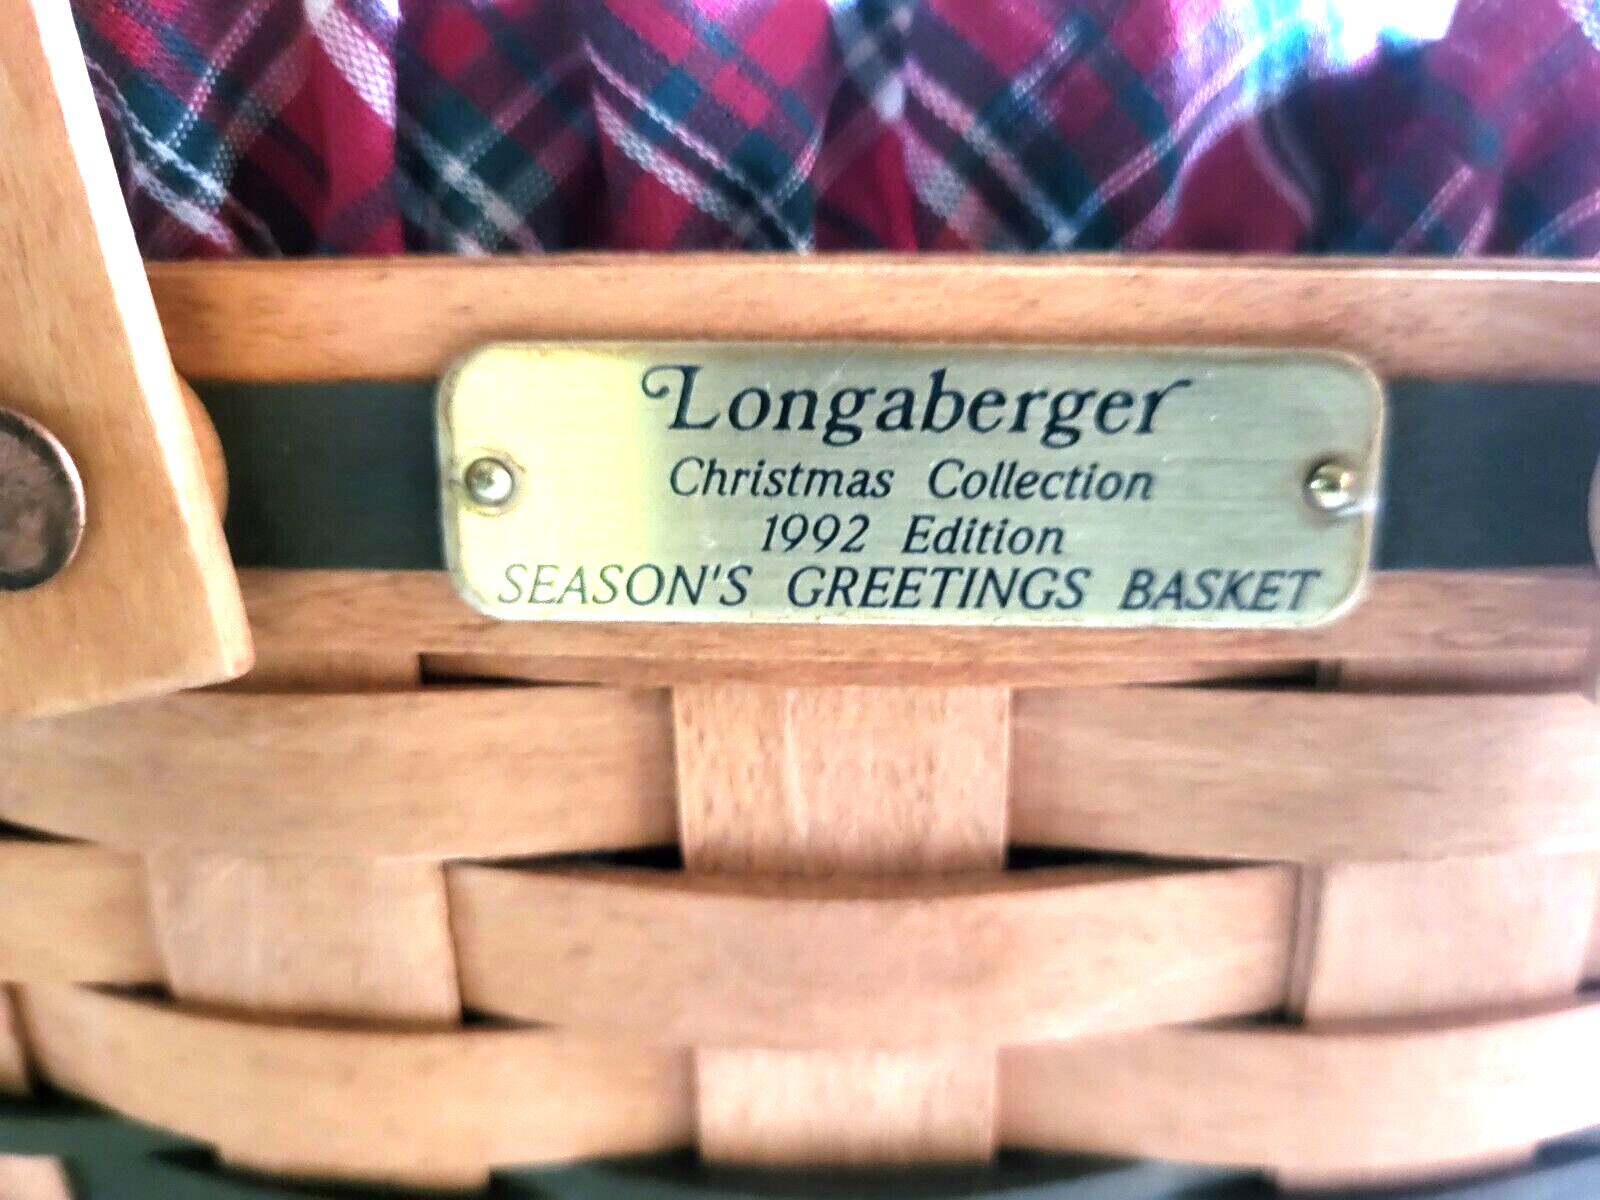 Longaberger
Christmas Collection
1992 Edition
SEASON'S GREETINGS BASKET